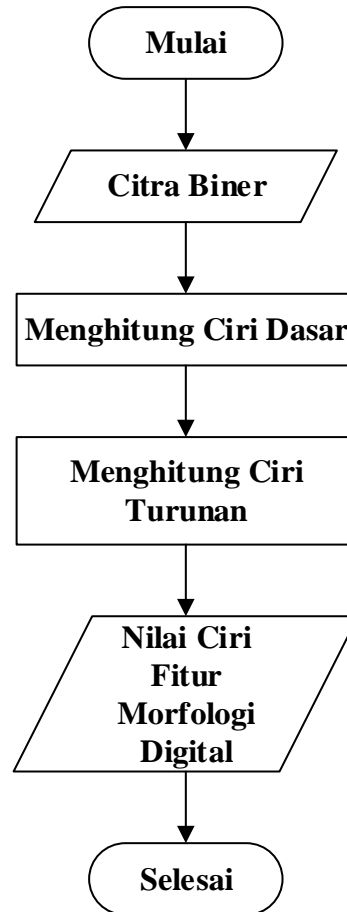 Mulai
Citra Biner
Menghitung Ciri Dasar
Menghitung Ciri
Turunan
Nilai Ciri
Fitur
Morfologi
Digital
Selesai